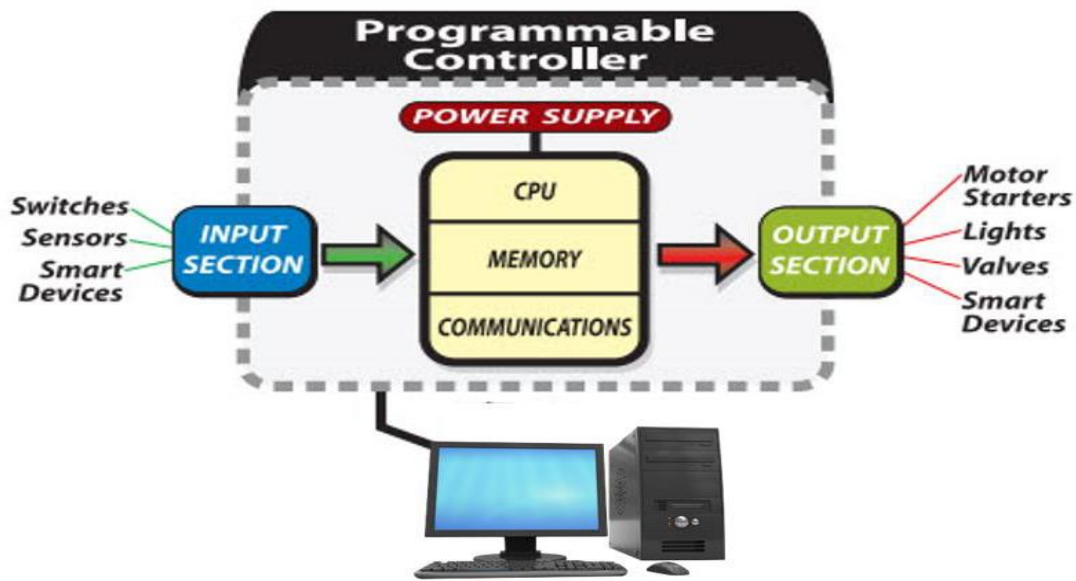 Programmable
Controller
POWER SUPPLY
CPU
MEMORY
COMMUNICATIONS
Switches
Sensors
Smart
Devices
INPUT
SECTION
OUTPUT
SECTION
Motor
Starters
Lights
Valves
Smart
Devices